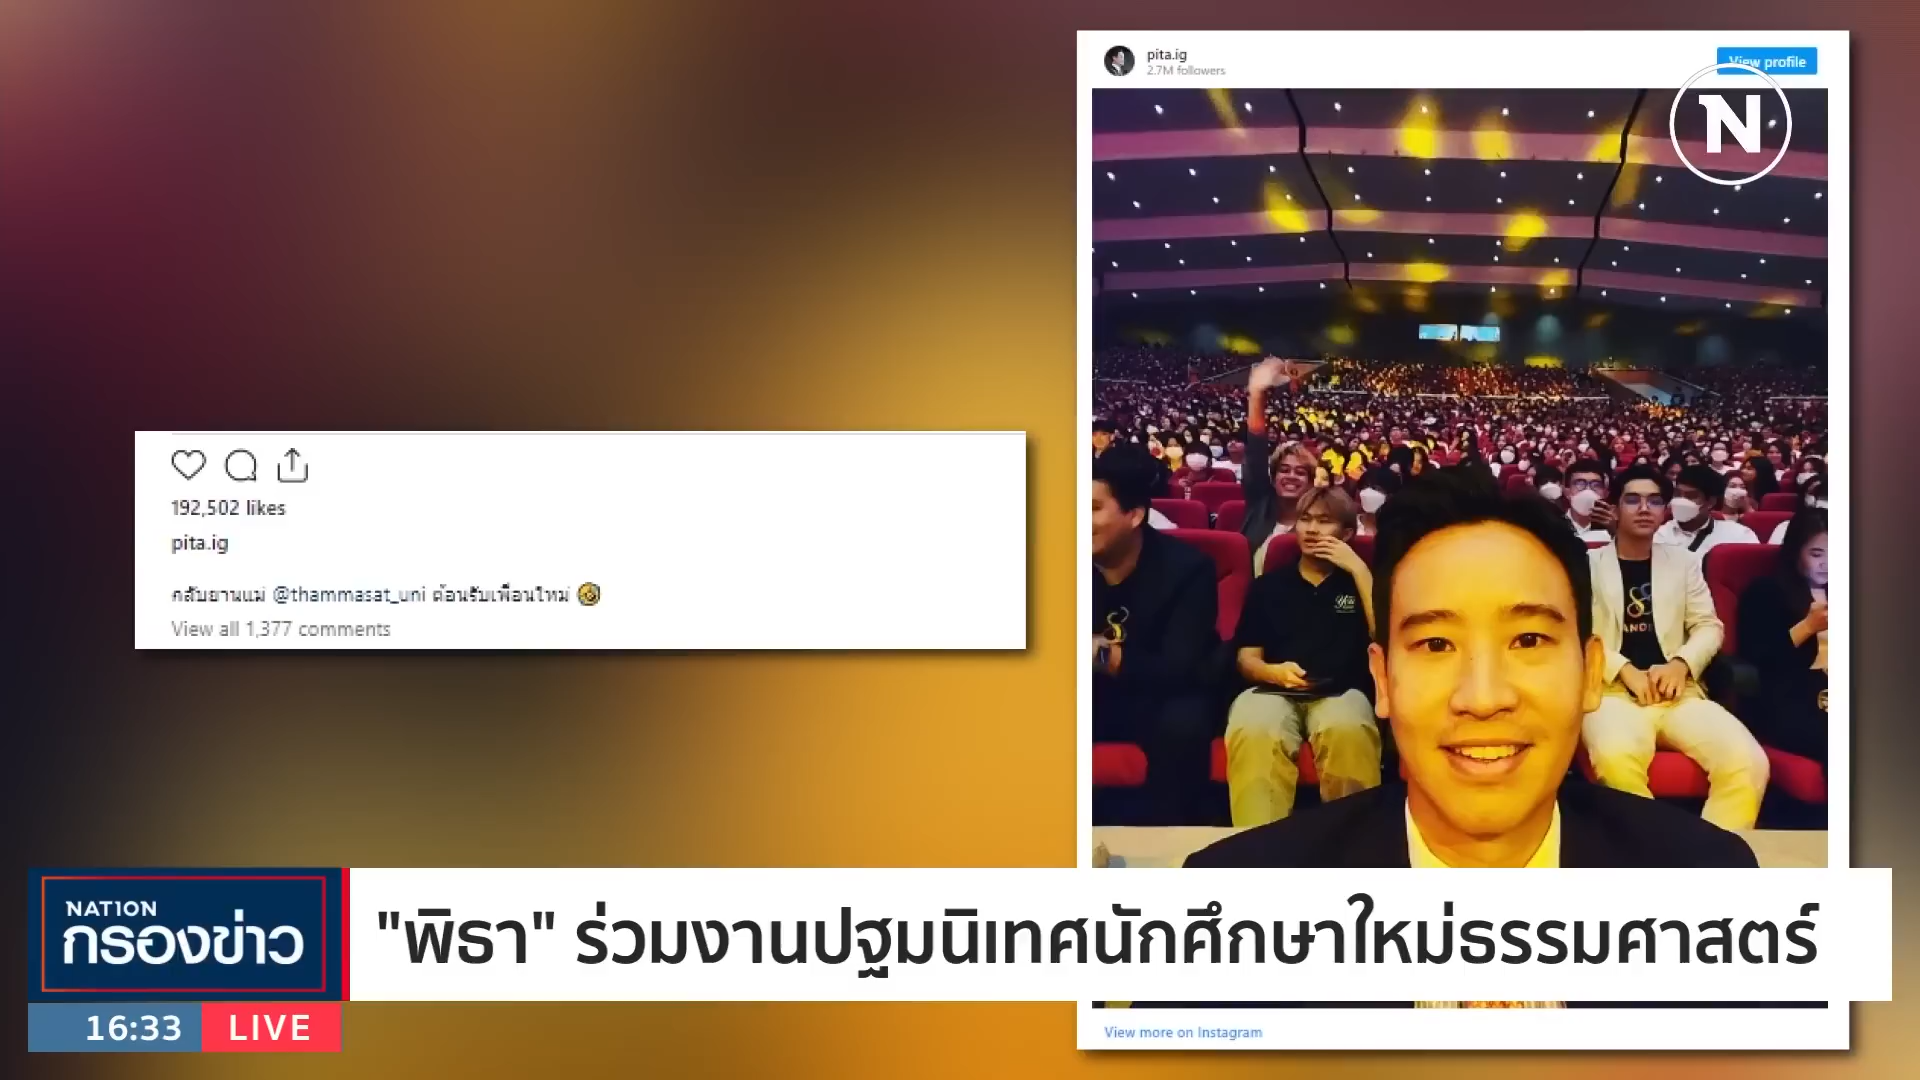 pita.ig
2.7M followers
View profile
N
192,502 likes
pita.ig
กลับยานแม่ @thammasat_uni ต้อนรับเพื่อนใหม่
View all 1,377 comments
NATION
กรองข่าว
"พิธา" ร่วมงานปฐมนิเทศนักศึกษาใหม่ธรรมศาสตร์
16:33 LIVE
View more on Instagram